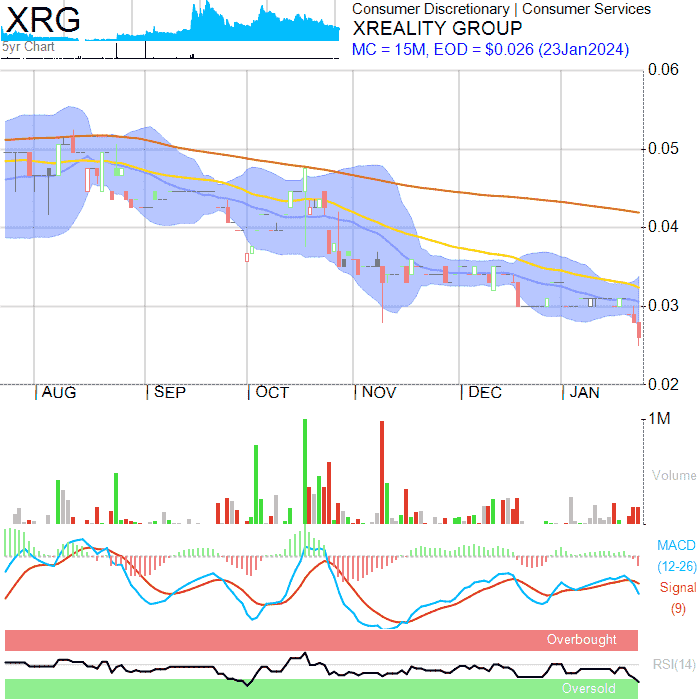 XRG
5yr Chart
Consumer Discretionary | Consumer Services
XREALITY GROUP
MC = 15M, EOD = $0.026 (23Jan2024)
0.06
0.05
0.04
0.03
0.02
AUG SEP OCT NOV DEC JAN
1M
Volume
MACD
(12-26)
Signal
(9)
Overbought
RSI(14)
Oversold